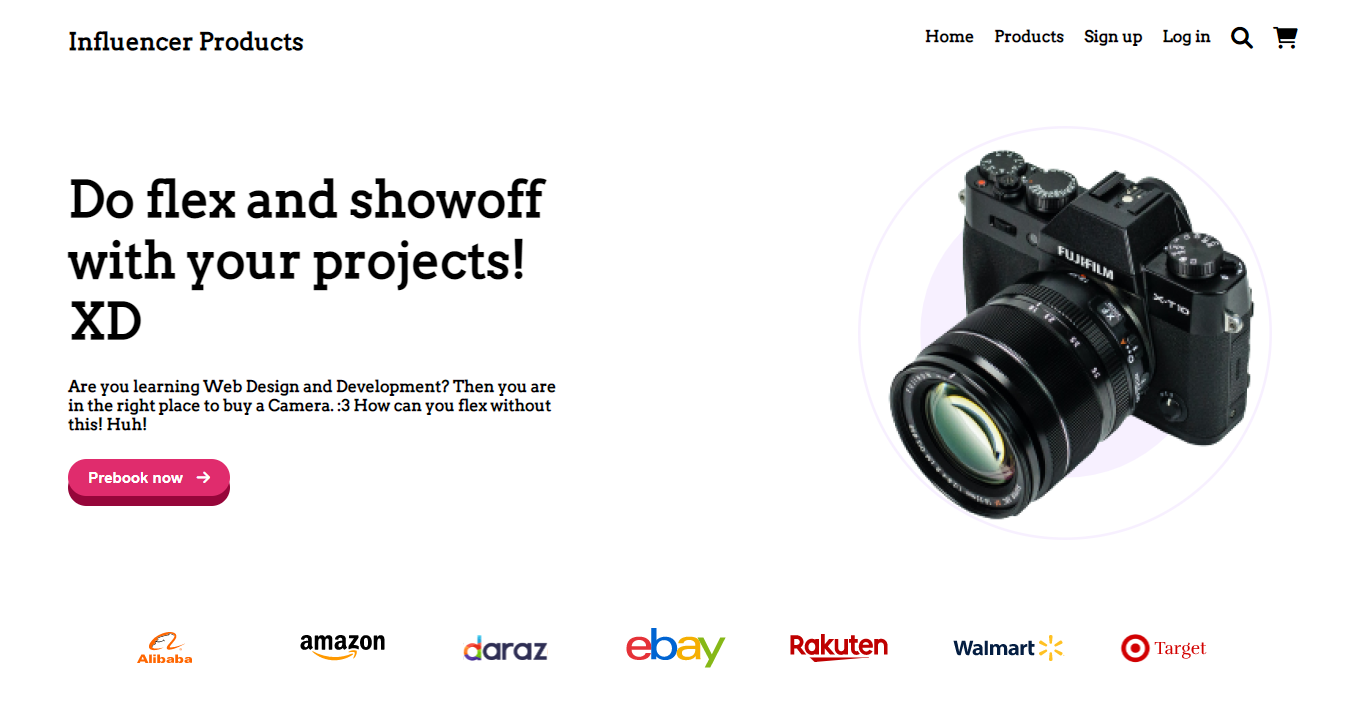 Influencer Products
Home Products Sign up Log in
Do flex and showoff
with your projects!
XD
Are you learning Web Design and Development? Then you are
in the right place to buy a Camera. :3 How can you flex without
this! Huh!
Prebook now
FUJIFILM
X-T10
XF
Alibaba
amazon
daraz
ebay
Rakuten
Walmart
Target